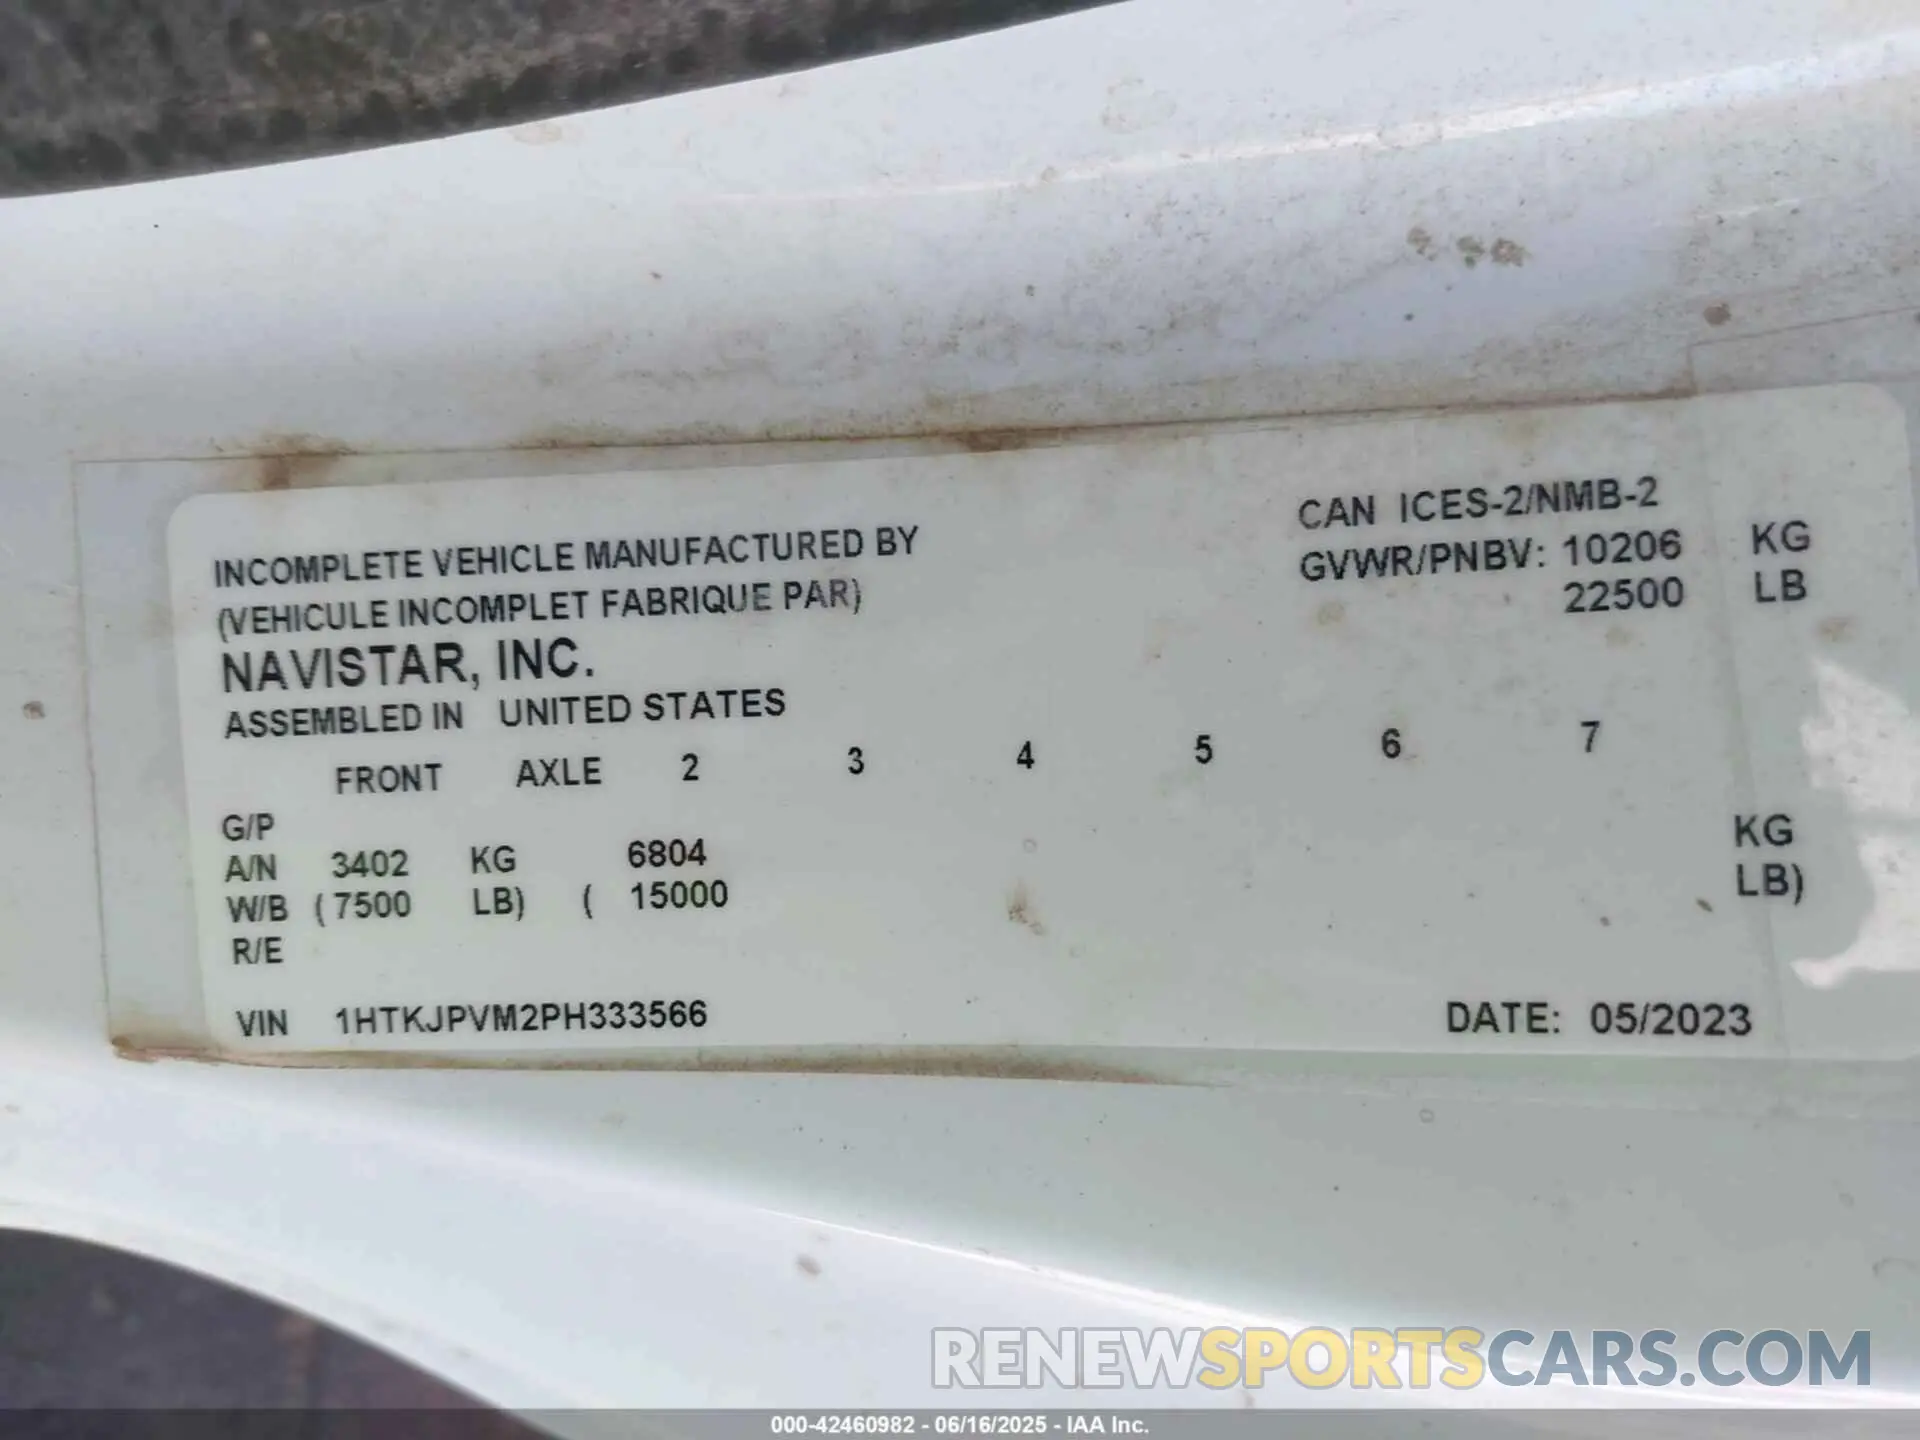 INCOMPLETE VEHICLE MANUFACTURED BY
(VEHICULE INCOMPLET FABRIQUE PAR)
NAVISTAR, INC.
ASSEMBLED IN UNITED STATES
CAN ICES-2/NMB-2
GVWR/PNBV: 10206 KG
22500 LB
FRONT AXLE 2 3 4 5 6 7
G/P
A/N 3402 KG 6804 KG
W/B (7500 LB) ( 15000 LB)
R/E
VIN 1HTKJPVM2PH333566 DATE: 05/2023
RENEWSPORTSCARS.COM
000-42460982 - 06/16/2025 - IAA Inc.